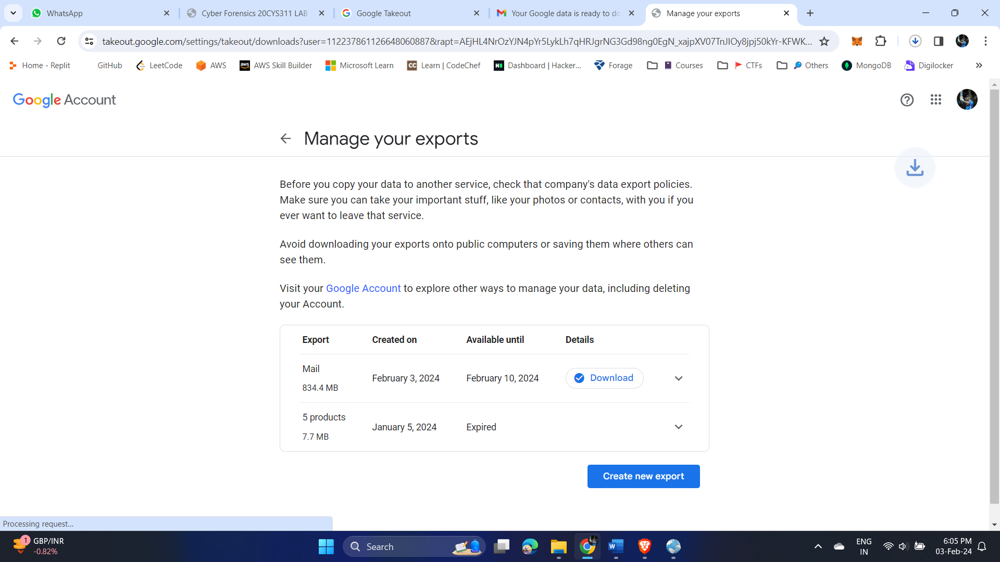 WhatsApp
Cyber Forensics 20CYS311 LAB
Google Takeout
Your Google data is ready to do
Manage your exports
takeout.google.com/settings/takeout/downloads?user=112237861126648060887&rapt=AEjHL4NrOzYJN4pYr5LykLh7qHRJgrNG3Gd98ng0EgN_xajpXV07TnJIOy8jpj50kYr-KFWK...
Home - Replit
GitHub
LeetCode
AWS
AWS Skill Builder
Microsoft Learn
Learn | CodeChef
Dashboard | Hacker...
Forage
Courses
CTFs
Others
MongoDB
Digilocker
Google Account
Manage your exports
Before you copy your data to another service, check that company's data export policies.
Make sure you can take your important stuff, like your photos or contacts, with you if you
ever want to leave that service.
Avoid downloading your exports onto public computers or saving them where others can
see them.
Visit your Google Account to explore other ways to manage your data, including deleting
your Account.
Export Created on Available until Details
Mail
834.4 MB
February 3, 2024 February 10, 2024 Download
5 products
7.7 MB
January 5, 2024 Expired
Create new export
Processing request...
1
GBP/INR
-0.82%
Search
ENG
IN
6:05 PM
03-Feb-24